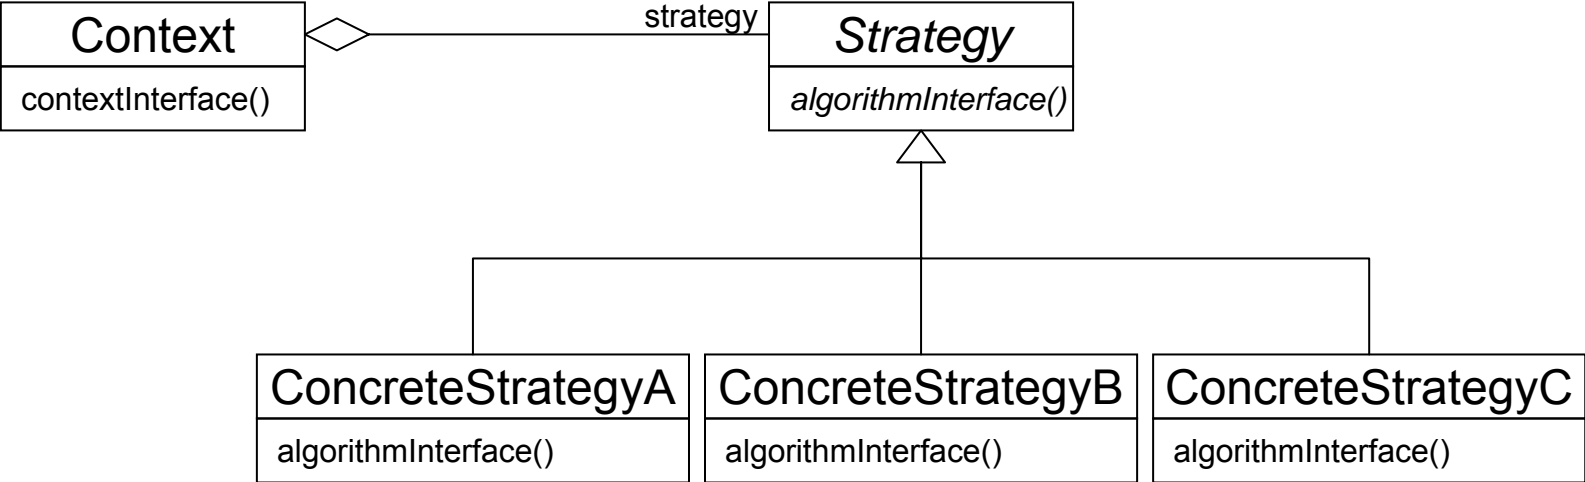 Context
strategy
Strategy
contextInterface()
algorithmInterface()
ConcreteStrategyA
ConcreteStrategyB
ConcreteStrategyC
algorithmInterface()
algorithmInterface()
algorithmInterface()